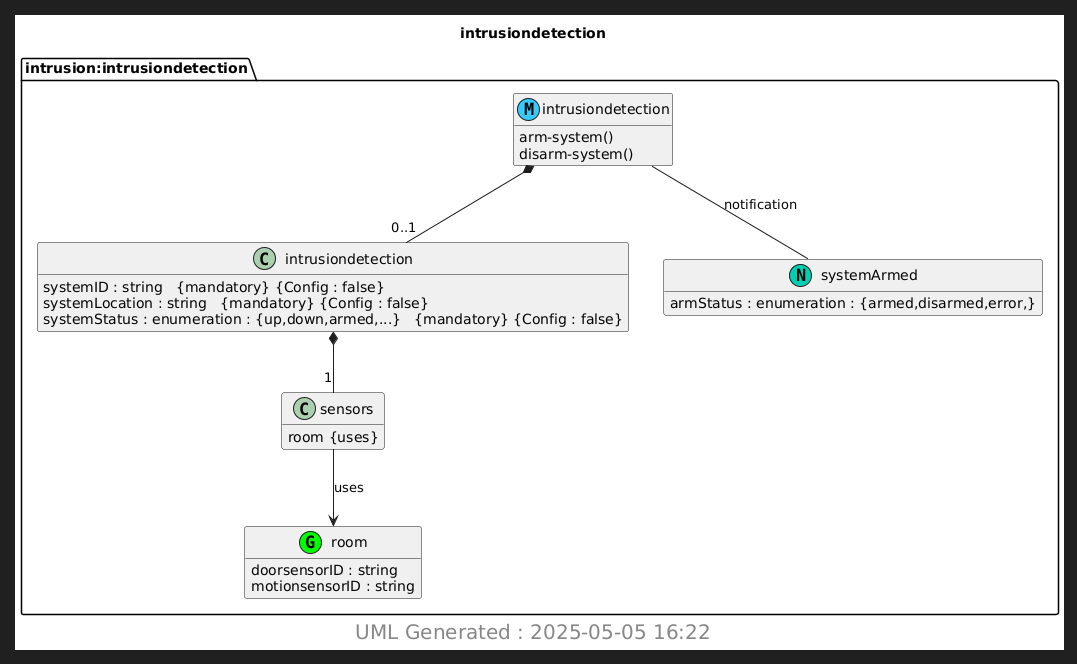 intrusiondetection
intrusion:intrusiondetection
M intrusiondetection
arm-system()
disarm-system()
notification
0..1
C intrusiondetection
systemID : string {mandatory} {Config : false}
systemLocation : string {mandatory} {Config : false}
systemStatus : enumeration : {up,down,armed,...} {mandatory} {Config : false}
N systemArmed
armStatus : enumeration : {armed,disarmed,error,}
1
C sensors
room {uses}
uses
G room
doorsensorID : string
motionsensorID : string
UML Generated : 2025-05-05 16:22